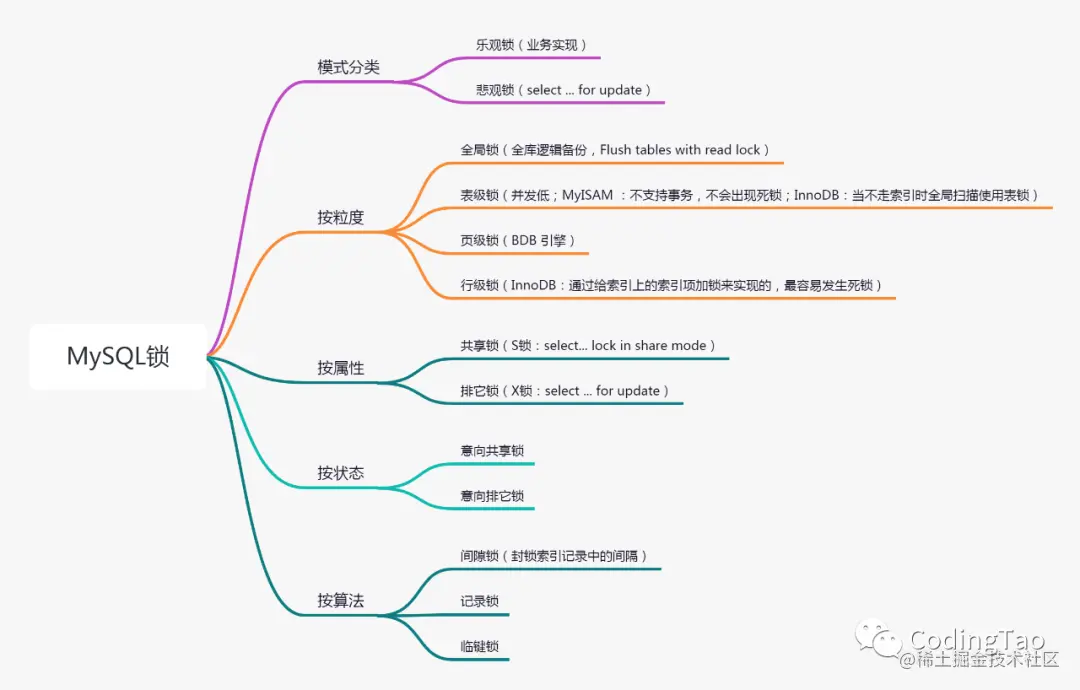 MySQL锁
模式分类
乐观锁（业务实现）
悲观锁（select ... for update）
按粒度
全局锁（全库逻辑备份，Flush tables with read lock）
表级锁（并发低；MyISAM ：不支持事务，不会出现死锁；InnoDB：当不走索引时全局扫描使用表锁）
页级锁（BDB 引擎）
行级锁（InnoDB：通过给索引上的索引项加锁来实现的，最容易发生死锁）
按属性
共享锁（S锁：select... lock in share mode）
排它锁（X锁：select ... for update）
按状态
意向共享锁
意向排它锁
按算法
间隙锁（封锁索引记录中的间隔）
记录锁
临键锁
CodingTao
@稀土掘金技术社区